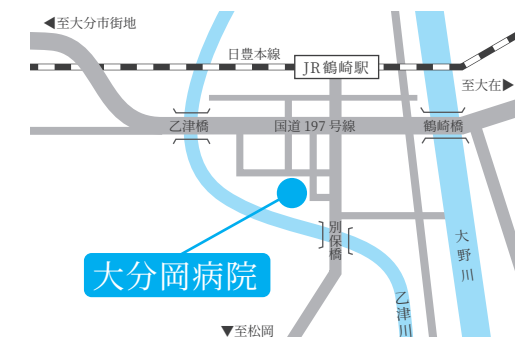 ◀至大分市街地
日豊本線
JR鶴崎駅
至大在▶
乙津橋
国道197号線
鶴崎橋
別保橋
大野川
大分岡病院
乙津川
▼至松岡